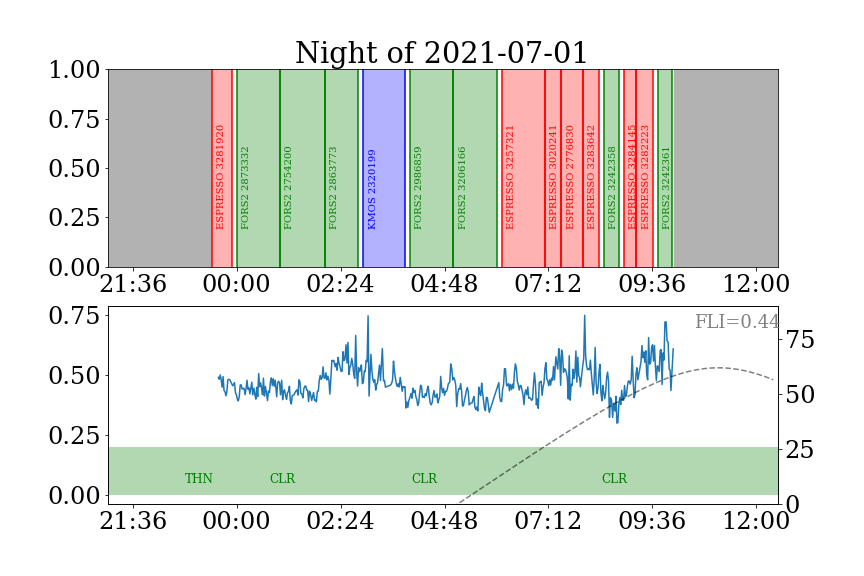 Night of 2021-07-01
1.00
0.75
0.50
0.25
0.00
ESPRESSO 3281920
FORS2 2873332
FORS2 2754200
FORS2 2863773
KMOS 2320199
FORS2 2986859
FORS2 3206166
ESPRESSO 3257321
ESPRESSO 3020241
ESPRESSO 2776830
ESPRESSO 3283642
FORS2 3242358
ESPRESSO 3284145
ESPRESSO 3282223
FORS2 3242361
21:36 00:00 02:24 04:48 07:12 09:36 12:00
FLI=0.44
0.75
0.50
0.25
0.00
75
50
25
0
THN CLR CLR CLR
21:36 00:00 02:24 04:48 07:12 09:36 12:00